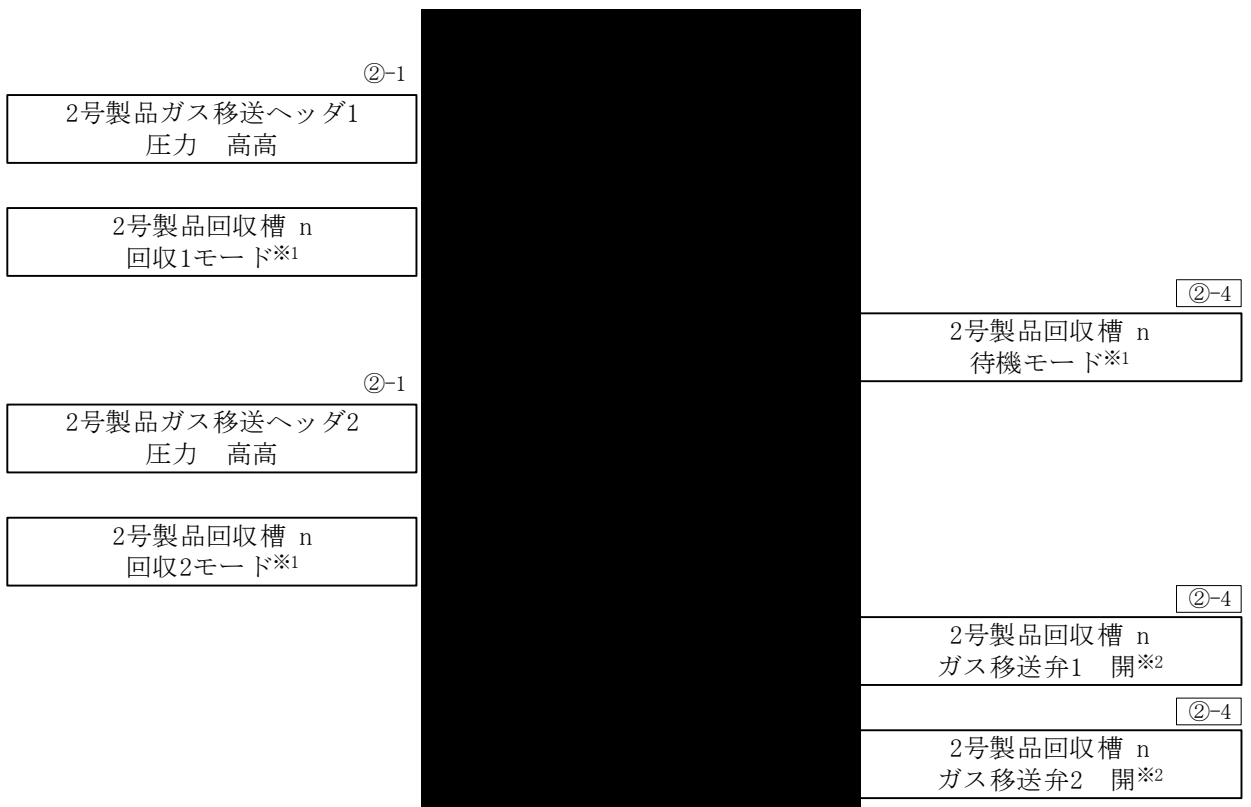 ②-1
2号製品ガス移送ヘッダ1
圧力　高高
2号製品回収槽 n
回収1モード※1
②-1
2号製品ガス移送ヘッダ2
圧力　高高
2号製品回収槽 n
回収2モード※1
②-4
2号製品回収槽 n
待機モード※1
②-4
2号製品回収槽 n
ガス移送弁1　開※2
②-4
2号製品回収槽 n
ガス移送弁2　開※2